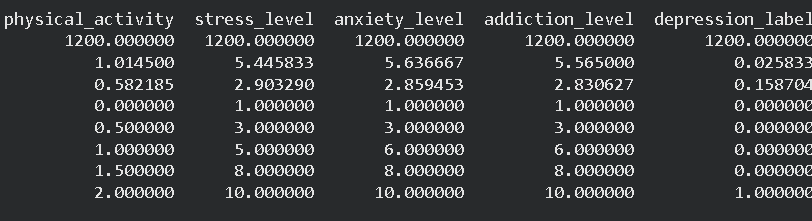 physical_activity stress_level anxiety_level addiction_level depression_label
1200.000000 1200.000000 1200.000000 1200.000000 1200.000000
1.014500 5.445833 5.636667 5.565000 0.025833
0.582185 2.903290 2.859453 2.830627 0.158704
0.000000 1.000000 1.000000 1.000000 0.000000
0.500000 3.000000 3.000000 3.000000 0.000000
1.000000 5.000000 6.000000 6.000000 0.000000
1.500000 8.000000 8.000000 8.000000 0.000000
2.000000 10.000000 10.000000 10.000000 1.000000